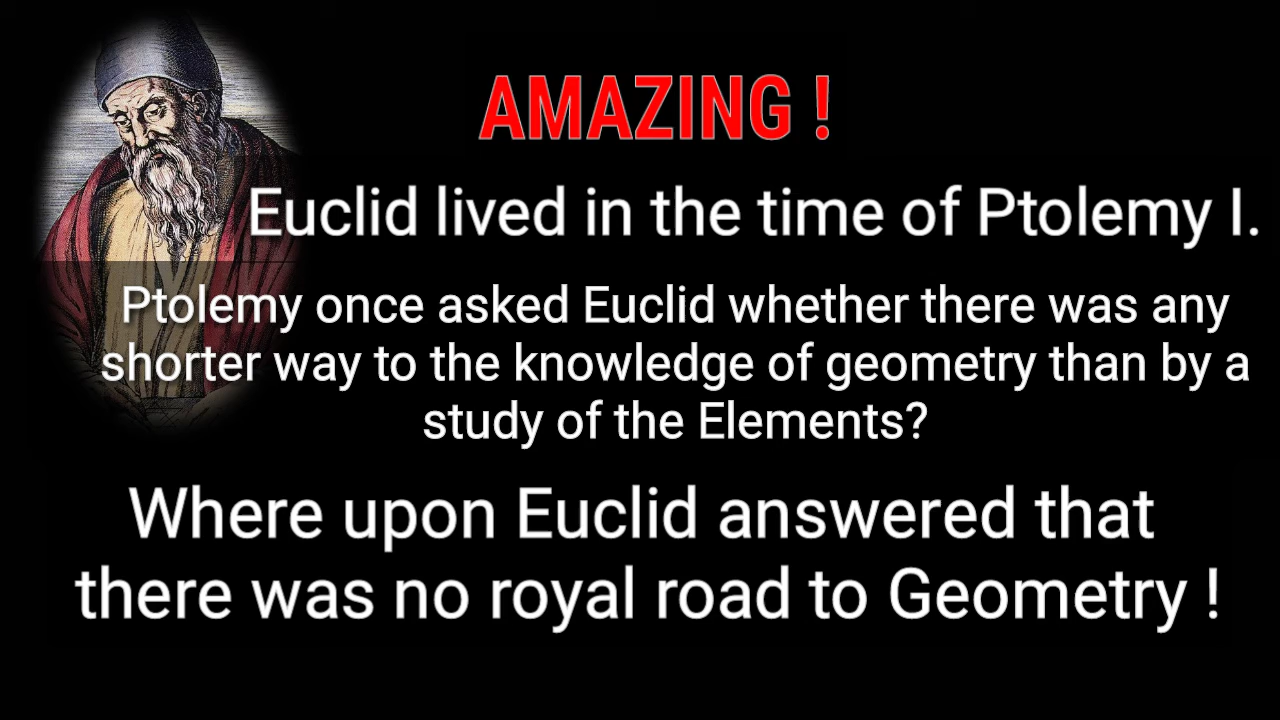 AMAZING !
Euclid lived in the time of Ptolemy I.
Ptolemy once asked Euclid whether there was any
shorter way to the knowledge of geometry than by a
study of the Elements?
Where upon Euclid answered that
there was no royal road to Geometry !